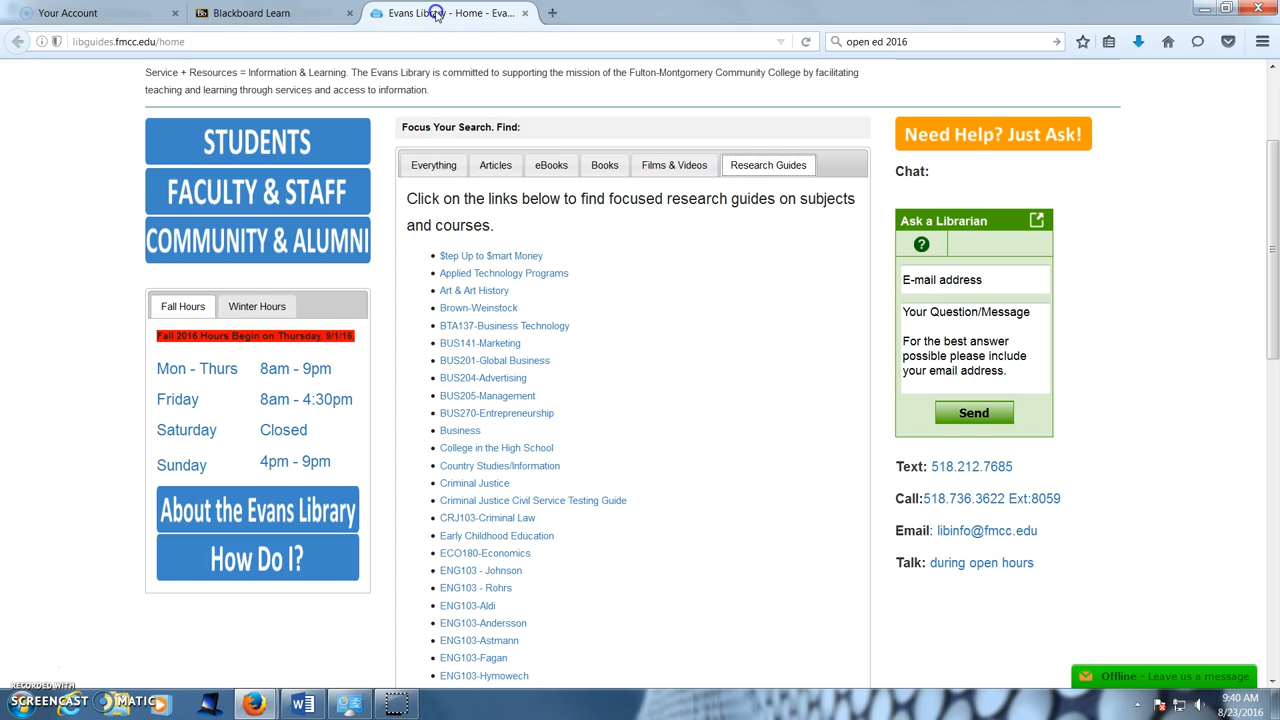 Your Account
Blackboard Learn
Evans Library - Home - Eva...
libguides.fmcc.edu/home
open ed 2016
Service + Resources = Information & Learning. The Evans Library is committed to supporting the mission of the Fulton-Montgomery Community College by facilitating
teaching and learning through services and access to information.
STUDENTS
FACULTY & STAFF
COMMUNITY & ALUMNI
Fall Hours
Winter Hours
Fall 2016 Hours Begin on Thursday, 9/1/16.
Mon - Thurs 8am - 9pm
Friday 8am - 4:30pm
Saturday Closed
Sunday 4pm - 9pm
About the Evans Library
How Do I?
Focus Your Search. Find:
Everything
Articles
eBooks
Books
Films & Videos
Research Guides
Click on the links below to find focused research guides on subjects
and courses.
$tep Up to $mart Money
Applied Technology Programs
Art & Art History
Brown-Weinstock
BTA137-Business Technology
BUS141-Marketing
BUS201-Global Business
BUS204-Advertising
BUS205-Management
BUS270-Entrepreneurship
Business
College in the High School
Country Studies/Information
Criminal Justice
Criminal Justice Civil Service Testing Guide
CRJ103-Criminal Law
Early Childhood Education
ECO180-Economics
ENG103 - Johnson
ENG103 - Rohrs
ENG103-Aldi
ENG103-Andersson
ENG103-Astmann
ENG103-Fagan
ENG103-Hymowech
Need Help? Just Ask!
Chat:
Ask a Librarian
?
E-mail address
Your Question/Message
For the best answer
possible please include
your email address.
Send
Text: 518.212.7685
Call:518.736.3622 Ext:8059
Email: libinfo@fmcc.edu
Talk: during open hours
Offline - Leave us a message
RECORDED WITH
SCREENCAST MATIC
9:40 AM
8/23/2016